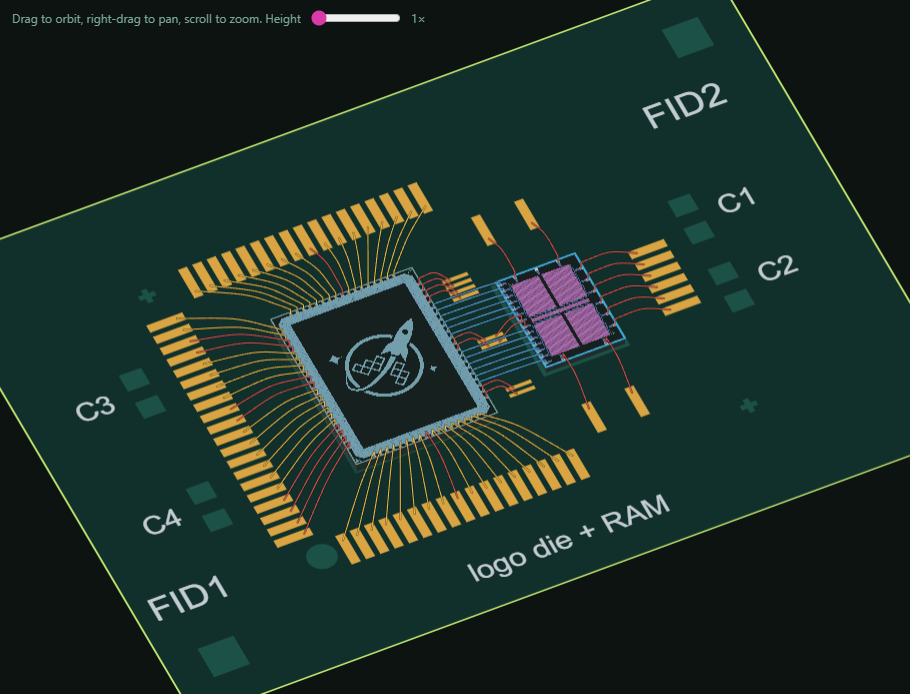 Drag to orbit, right-drag to pan, scroll to zoom. Height 1×
FID2
C1
C2
C3
C4
logo die + RAM
FID1